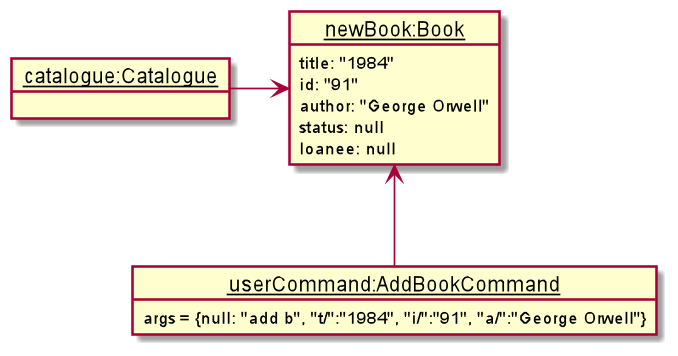 newBook:Book
catalogue:Catalogue
title: "1984"
id: "91"
author: "George Orwell"
status: null
loanee: null
userCommand:AddBookCommand
args = {null: "add b", "t/":"1984", "i/":"91", "a/":"George Orwell"}